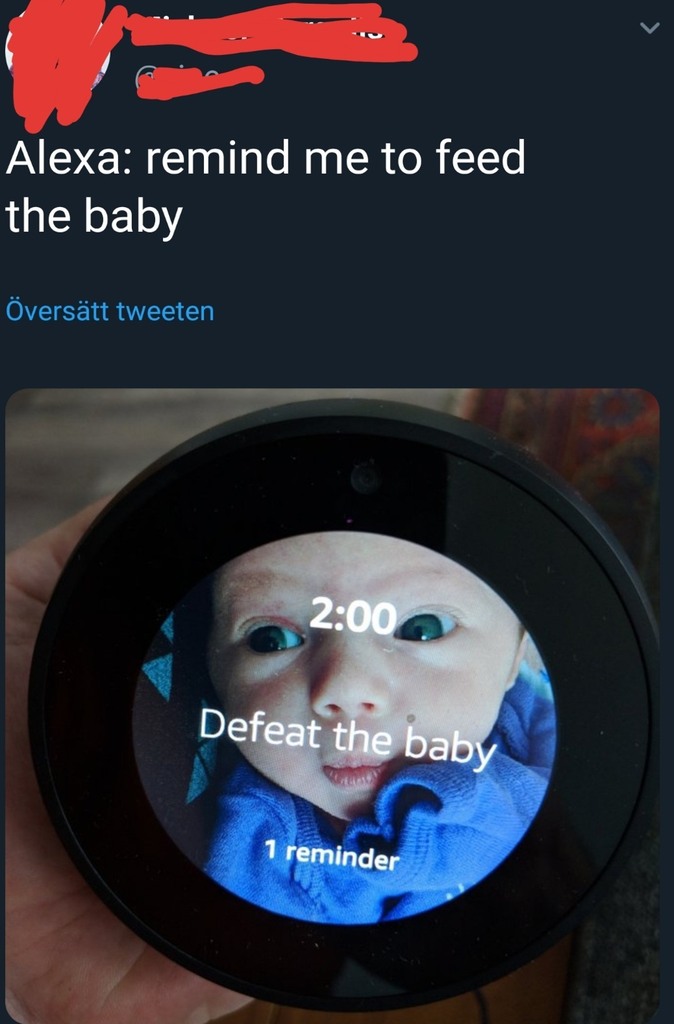 Alexa: remind me to feed
the baby
Översätt tweeten
2:00
Defeat the baby
1 reminder